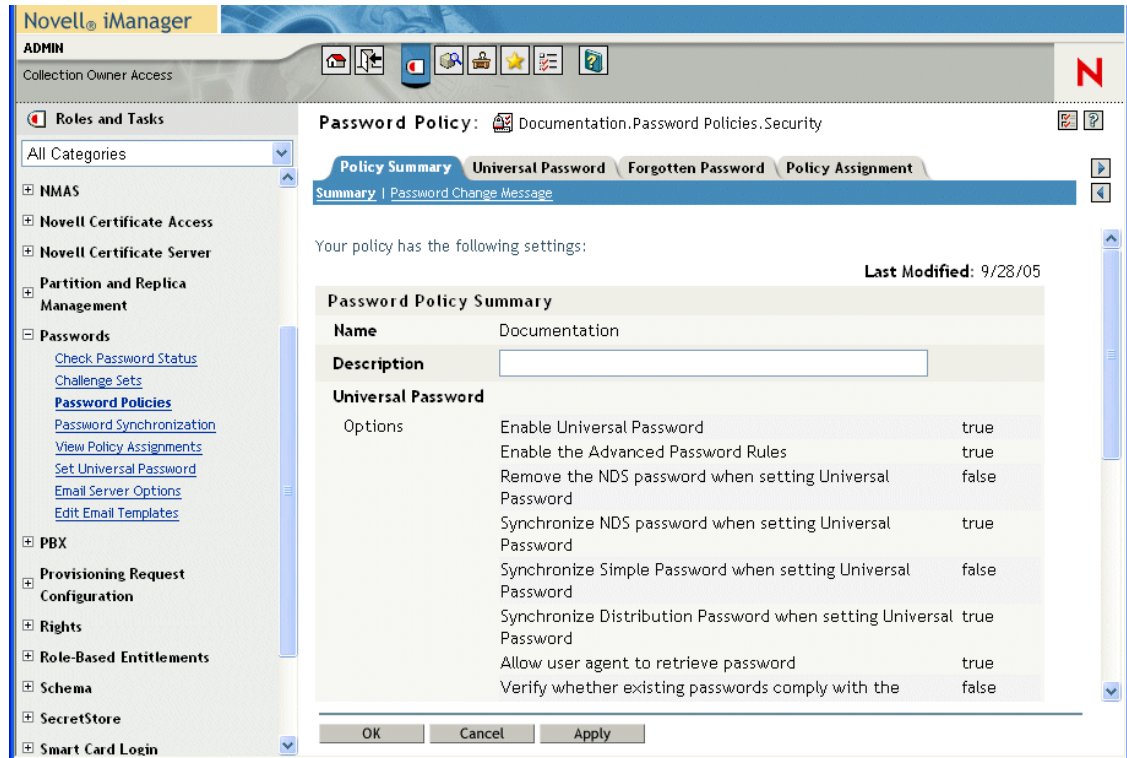 Novell® iManager
ADMIN
Collection Owner Access
N
Roles and Tasks
All Categories
NMAS
Novell Certificate Access
Novell Certificate Server
Partition and Replica
Management
Passwords
Check Password Status
Challenge Sets
Password Policies
Password Synchronization
View Policy Assignments
Set Universal Password
Email Server Options
Edit Email Templates
PBX
Provisioning Request
Configuration
Rights
Role-Based Entitlements
Schema
SecretStore
Smart Card Login
Password Policy: Documentation.Password Policies.Security
Policy Summary Universal Password Forgotten Password Policy Assignment
Summary | Password Change Message
Your policy has the following settings:
Last Modified: 9/28/05
Password Policy Summary
Name Documentation
Description
Universal Password
Options Enable Universal Password true
Enable the Advanced Password Rules true
Remove the NDS password when setting Universal false
Password
Synchronize NDS password when setting Universal true
Password
Synchronize Simple Password when setting Universal false
Password
Synchronize Distribution Password when setting Universal true
Password
Allow user agent to retrieve password true
Verify whether existing passwords comply with the false
OK Cancel Apply